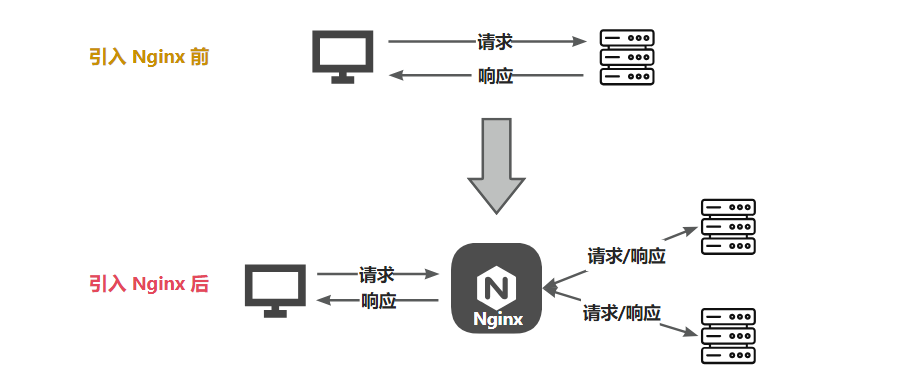 引入 Nginx 前
请求
响应
引入 Nginx 后
请求
响应
N
Nginx
请求/响应
请求/响应